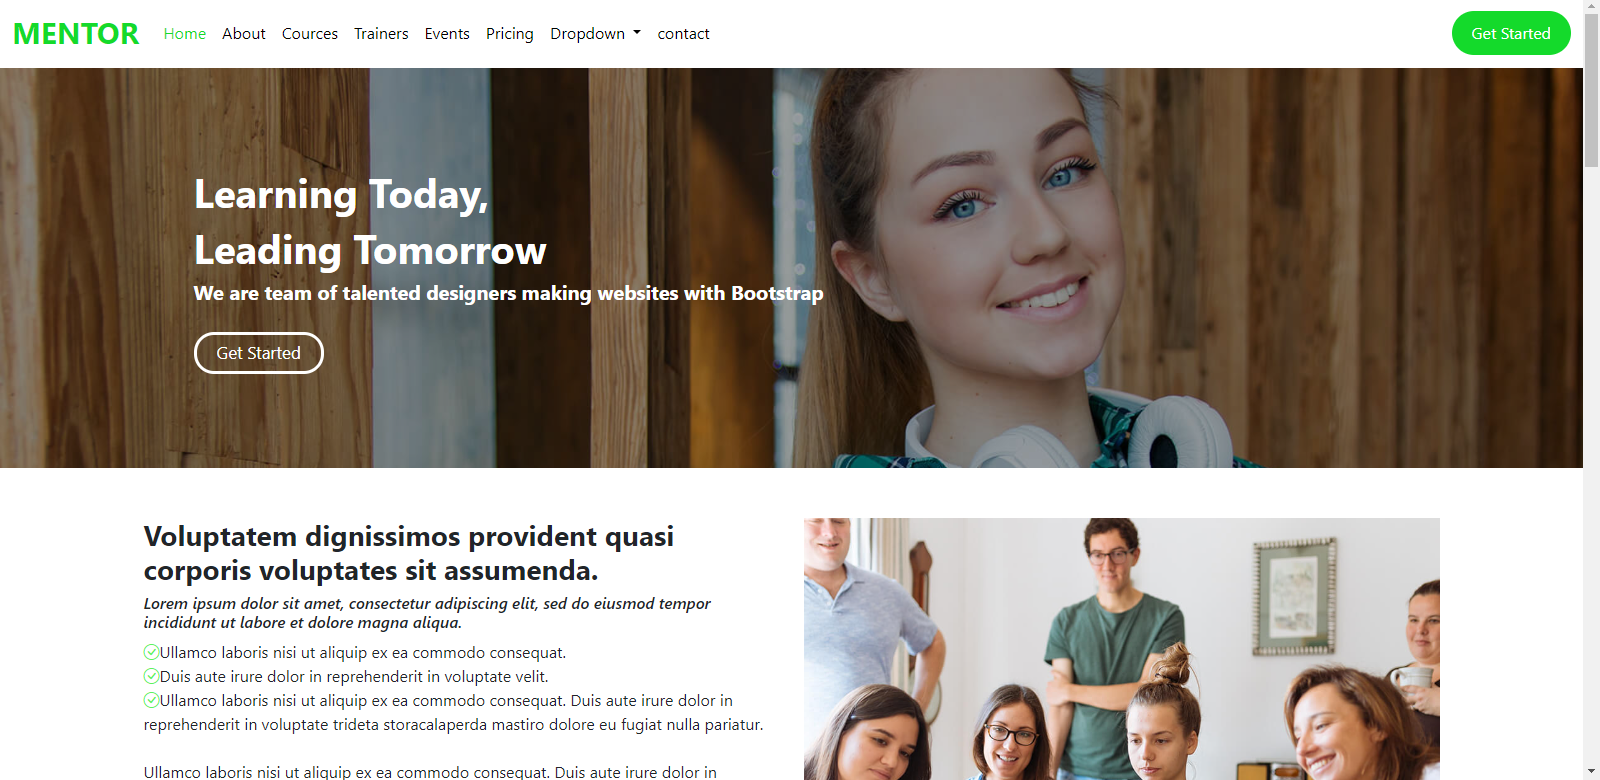 MENTOR
Home About Cources Trainers Events Pricing Dropdown contact
Get Started
Learning Today,
Leading Tomorrow
We are team of talented designers making websites with Bootstrap
Get Started
Voluptatem dignissimos provident quasi
corporis voluptates sit assumenda.
Lorem ipsum dolor sit amet, consectetur adipiscing elit, sed do eiusmod tempor
incididunt ut labore et dolore magna aliqua.
Ullamco laboris nisi ut aliquip ex ea commodo consequat.
Duis aute irure dolor in reprehenderit in voluptate velit.
Ullamco laboris nisi ut aliquip ex ea commodo consequat. Duis aute irure dolor in
reprehenderit in voluptate trideta storacalaperda mastiro dolore eu fugiat nulla pariatur.
Ullamco laboris nisi ut aliquip ex ea commodo consequat. Duis aute irure dolor in